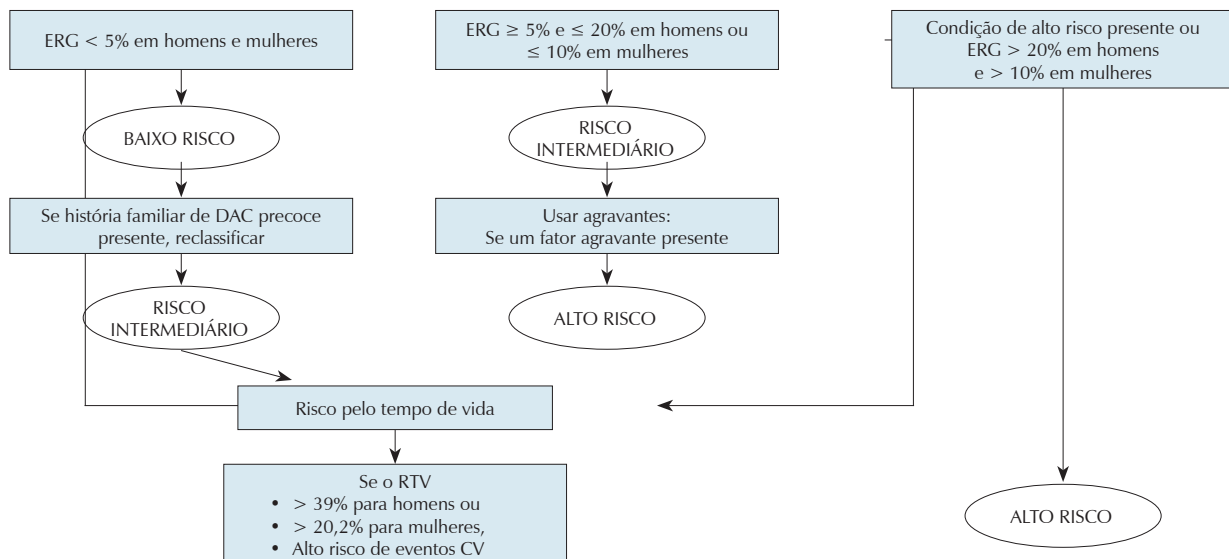 ERG < 5% em homens e mulheres
BAIXO RISCO
Se história familiar de DAC precoce
presente, reclassificar
RISCO
INTERMEDIÁRIO
ERG ≥ 5% e ≤ 20% em homens ou
≤ 10% em mulheres
RISCO
INTERMEDIÁRIO
Usar agravantes:
Se um fator agravante presente
ALTO RISCO
Condição de alto risco presente ou
ERG > 20% em homens
e > 10% em mulheres
ALTO RISCO
Risco pelo tempo de vida
Se o RTV
• > 39% para homens ou
• > 20,2% para mulheres,
• Alto risco de eventos CV